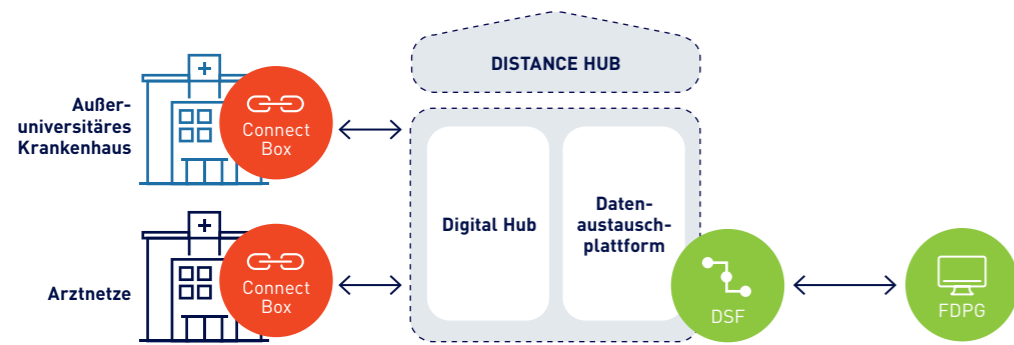 DISTANCE HUB
Außer-
universitäres
Krankenhaus
Connect
Box
Digital Hub
Daten-
austausch-
plattform
Arztnetze
Connect
Box
DSF
FDPG